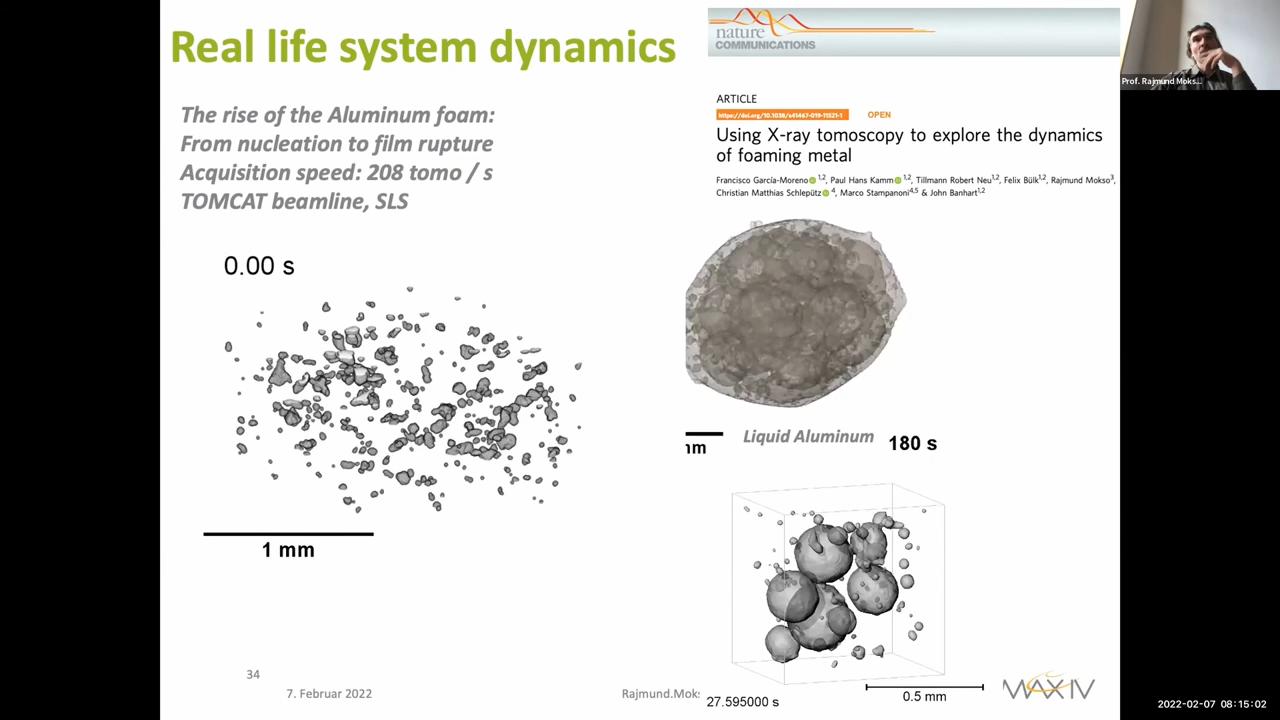 Real life system dynamics
The rise of the Aluminum foam:
From nucleation to film rupture
Acquisition speed: 208 tomo / s
TOMCAT beamline, SLS
0.00 s
1 mm
34
7. Februar 2022
Rajmund.Moks
nature
COMMUNICATIONS
ARTICLE
https://doi.org/10.1038/s41467-019-11521-1
OPEN
Using X-ray tomoscopy to explore the dynamics
of foaming metal
Francisco García-Moreno 1,2, Paul Hans Kamm 1,2, Tillmann Robert Neu1,2, Felix Bülk1,2, Rajmund Mokso3,
Christian Matthias Schlepütz 4, Marco Stampanoni4,5 & John Banhart1,2
Liquid Aluminum
180 s
27.595000 s
0.5 mm
MAX IV
Prof. Rajmund Moks...
2022-02-07 08:15:02